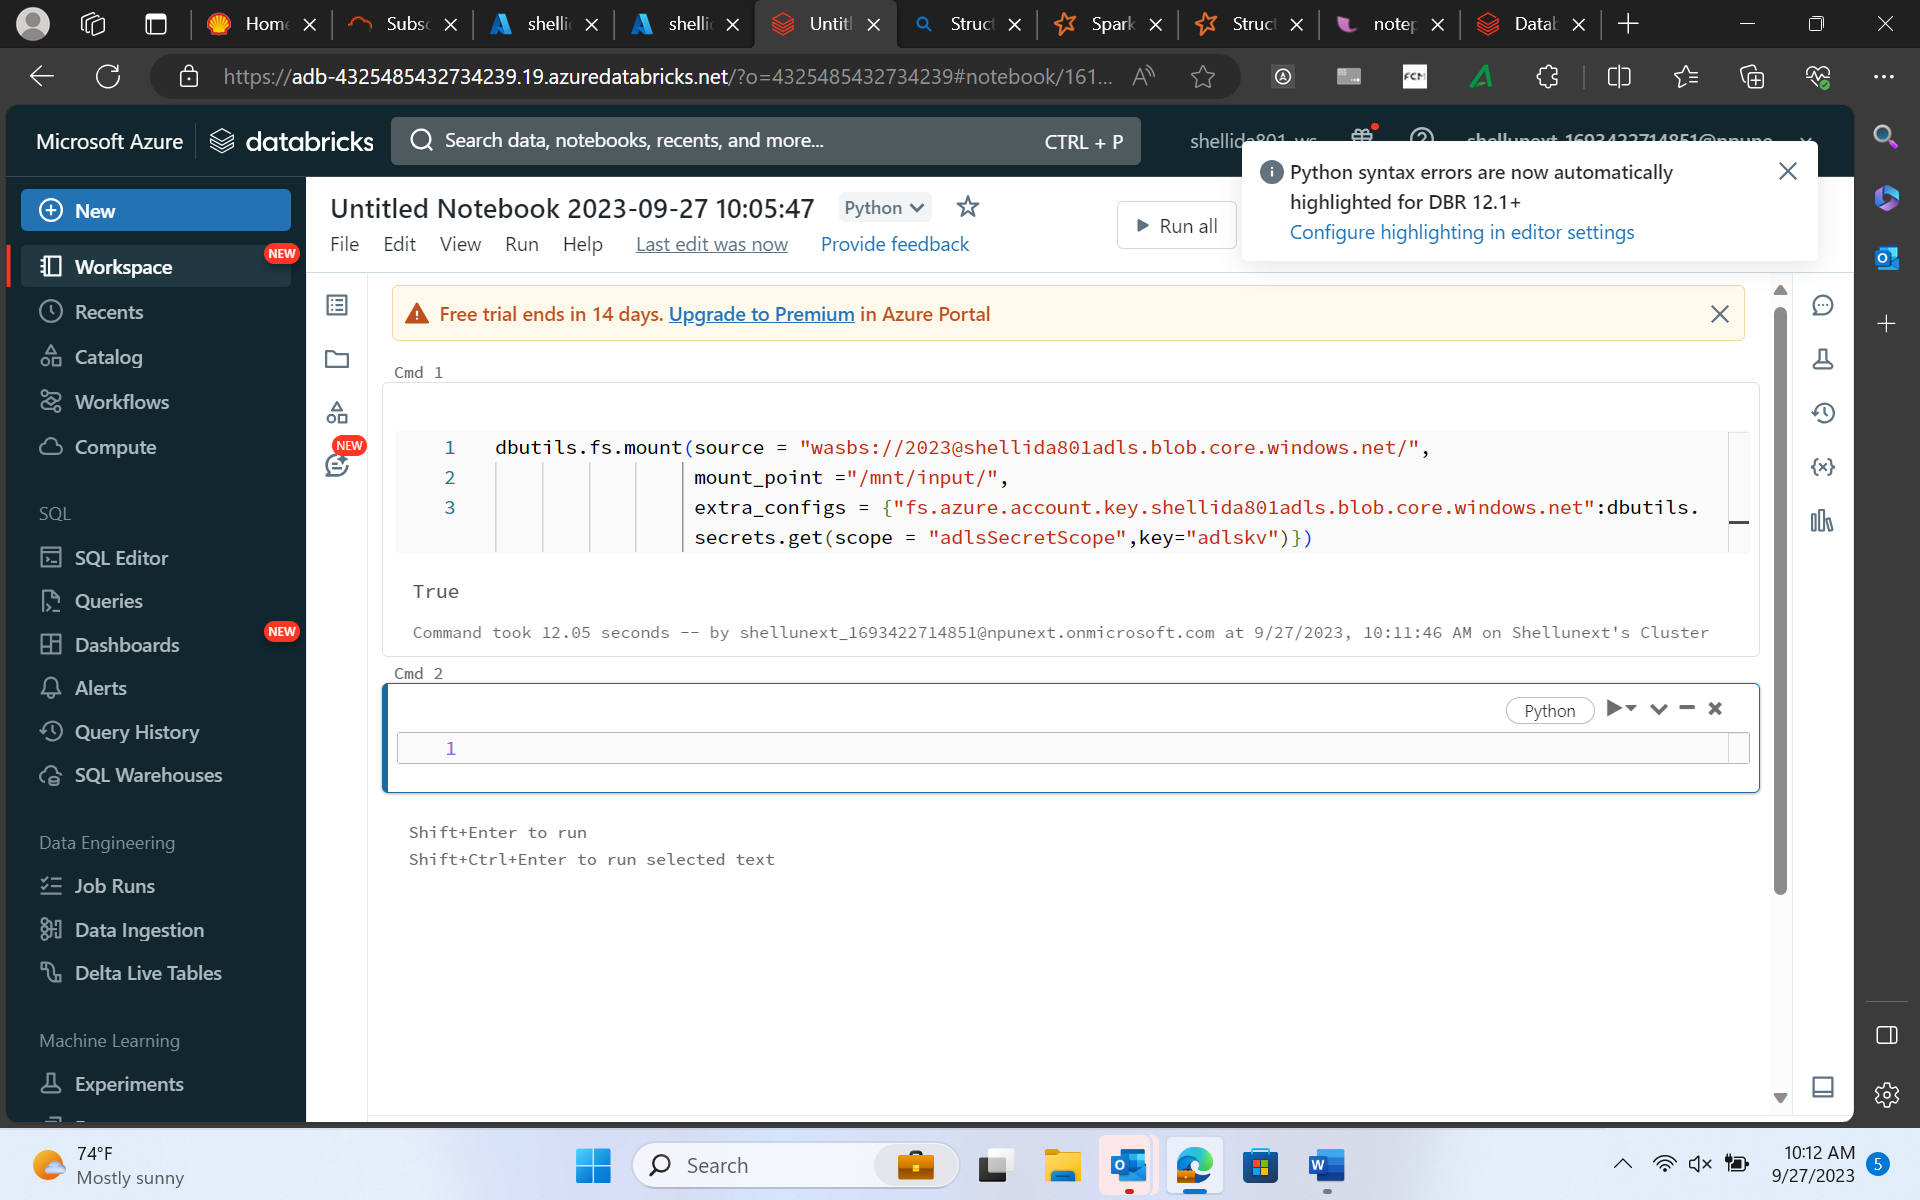 Home
Subsc
shelli
shelli
Untitl
Struct
Spark
Struct
notep
Datab
https://adb-4325485432734239.19.azuredatabricks.net/?o=4325485432734239#notebook/161...
Microsoft Azure
databricks
Search data, notebooks, recents, and more...
CTRL + P
shellida801-ws
shellunext_1693422714851@npune...
Python syntax errors are now automatically
highlighted for DBR 12.1+
Configure highlighting in editor settings
New
Workspace
NEW
Recents
Catalog
Workflows
Compute
SQL
SQL Editor
Queries
Dashboards
NEW
Alerts
Query History
SQL Warehouses
Data Engineering
Job Runs
Data Ingestion
Delta Live Tables
Machine Learning
Experiments
Untitled Notebook 2023-09-27 10:05:47
Python
File
Edit
View
Run
Help
Last edit was now
Provide feedback
Run all
NEW
Free trial ends in 14 days. Upgrade to Premium in Azure Portal
Cmd 1
1 dbutils.fs.mount(source = "wasbs://2023@shellida801adls.blob.core.windows.net/",
2 mount_point ="/mnt/input/",
3 extra_configs = {"fs.azure.account.key.shellida801adls.blob.core.windows.net":dbutils.
secrets.get(scope = "adlsSecretScope",key="adlskv")})
True
Command took 12.05 seconds -- by shellunext_1693422714851@npunext.onmicrosoft.com at 9/27/2023, 10:11:46 AM on Shellunext's Cluster
Cmd 2
Python
1
Shift+Enter to run
Shift+Ctrl+Enter to run selected text
74°F
Mostly sunny
Search
10:12 AM
9/27/2023
5